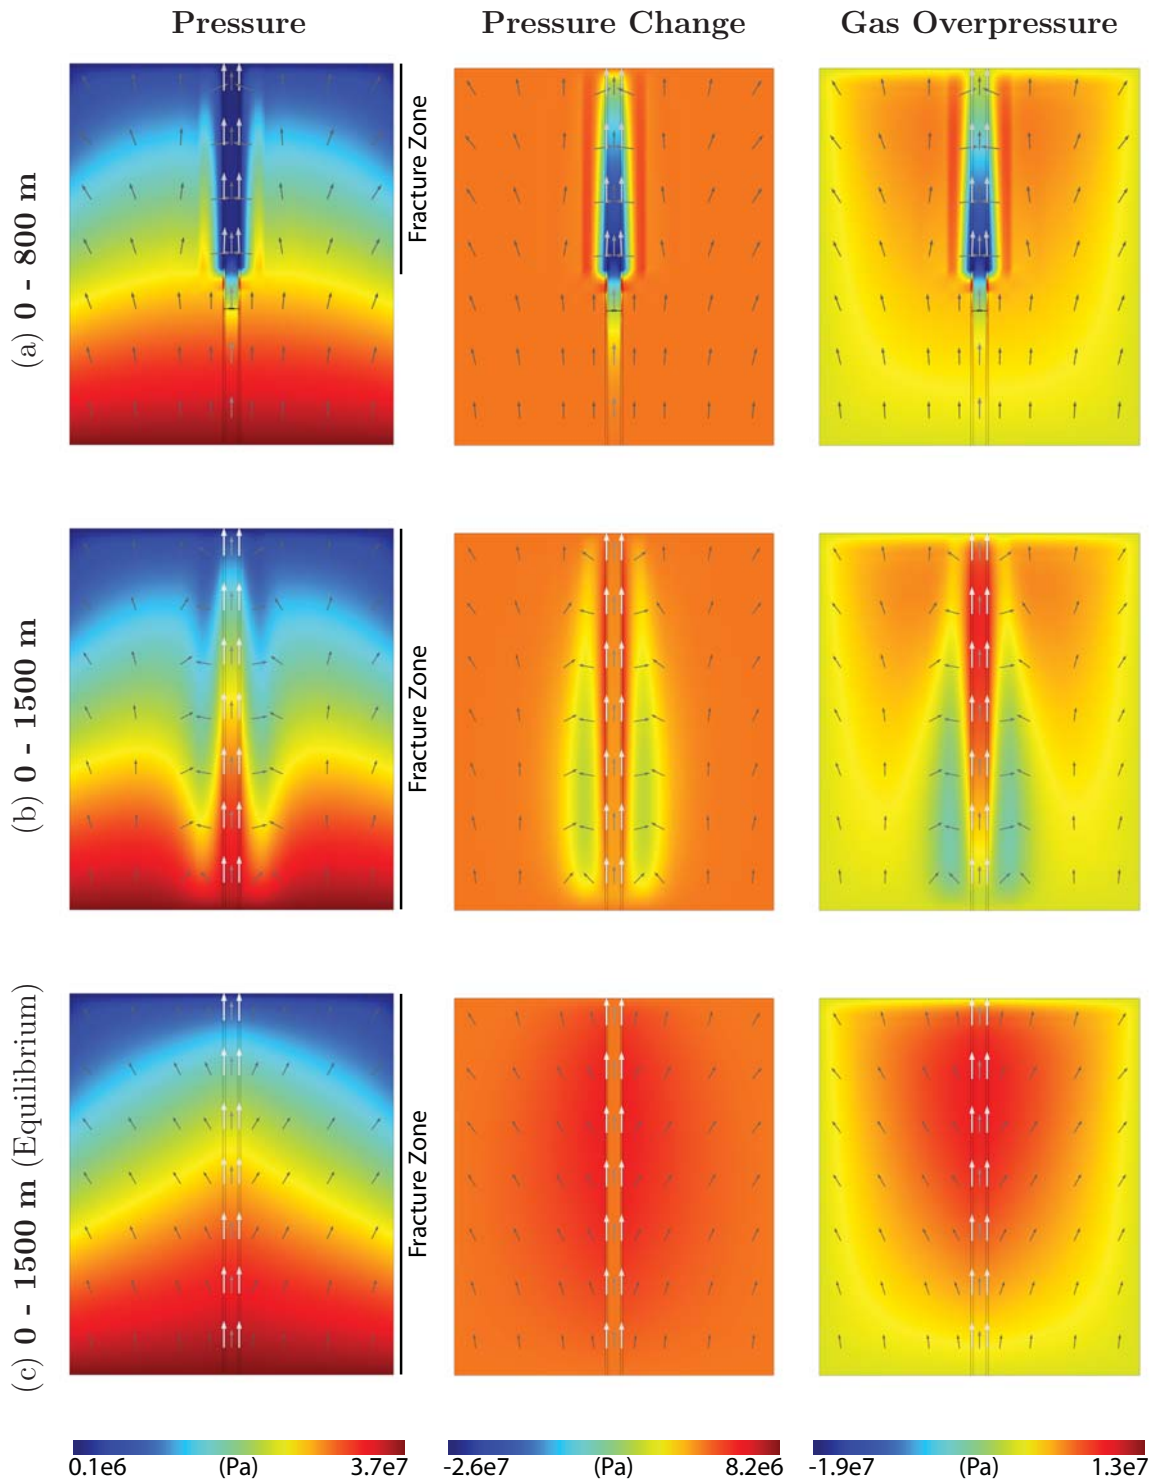 Pressure
Pressure Change
Gas Overpressure
(a) 0 - 800 m
Fracture Zone
(b) 0 - 1500 m
Fracture Zone
(c) 0 - 1500 m (Equilibrium)
Fracture Zone
0.1e6 (Pa) 3.7e7
-2.6e7 (Pa) 8.2e6
-1.9e7 (Pa) 1.3e7